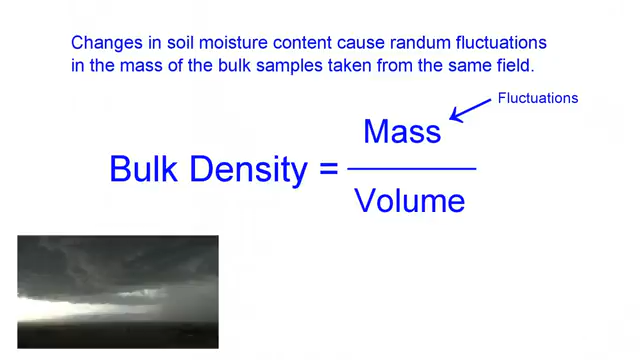 Changes in soil moisture content cause randum fluctuations
in the mass of the bulk samples taken from the same field.
Fluctuations
Mass
Bulk Density =
Volume